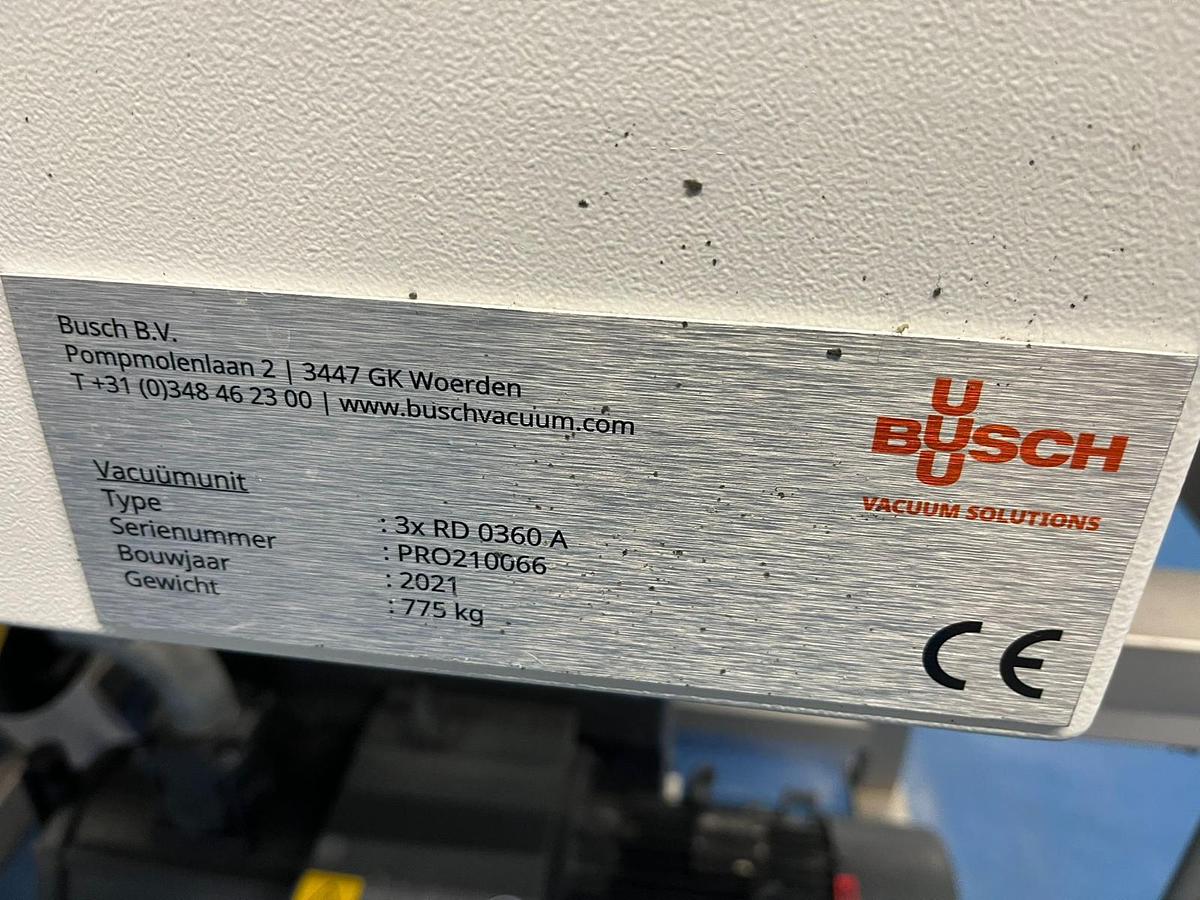 Busch B.V.
Pompmolenlaan 2 | 3447 GK Woerden
T +31 (0)348 46 23 00 | www.buschvacuum.com
BUSCH
U
U
VACUUM SOLUTIONS
Vacuümunit
Type : 3x RD 0360 A
Serienummer : PRO210066
Bouwjaar : 2021
Gewicht : 775 kg
CE